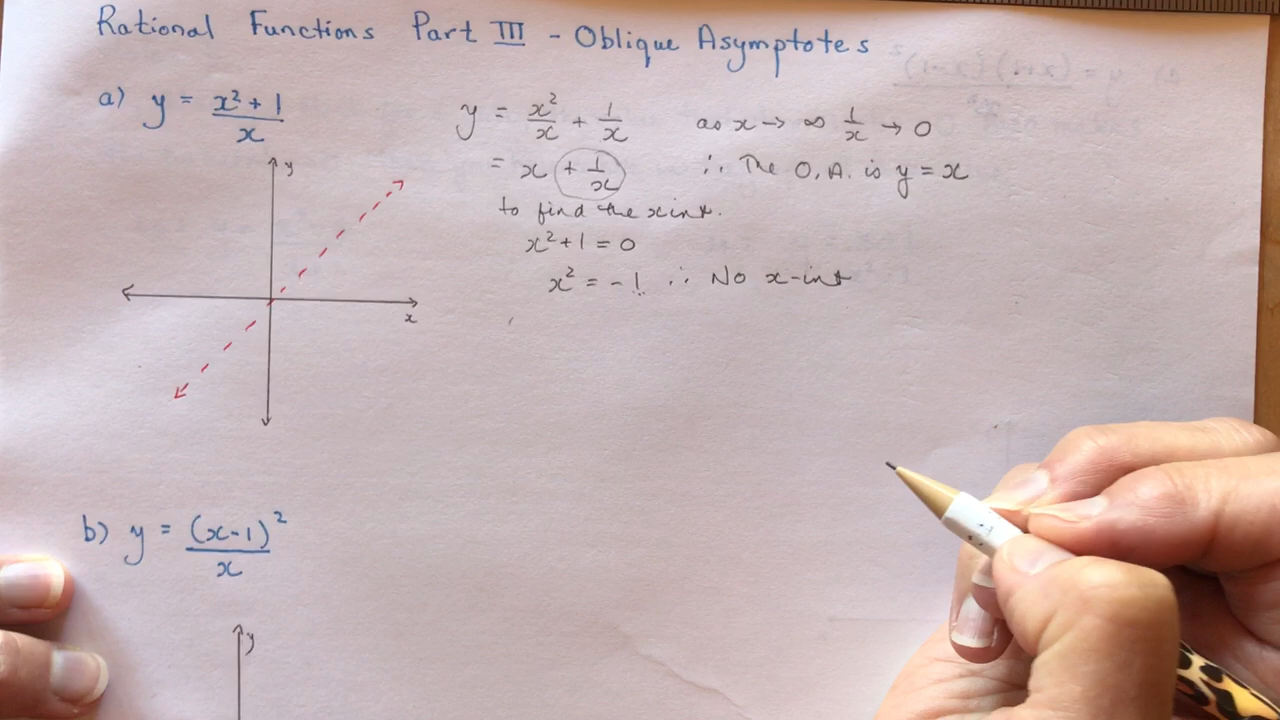 Rational Functions Part III - Oblique Asymptotes
a) y = x² + 1 / x
y = x²/x + 1/x as x → ∞ 1/x → 0
= x + 1/x ∴ The O.A. is y = x
to find the x int.
x² + 1 = 0
x² = -1 ∴ No x-int
y
x
b) y = (x-1)² / x
y